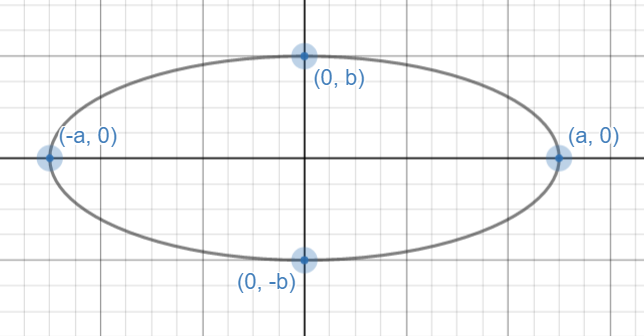 (0, b)
(-a, 0)
(a, 0)
(0, -b)